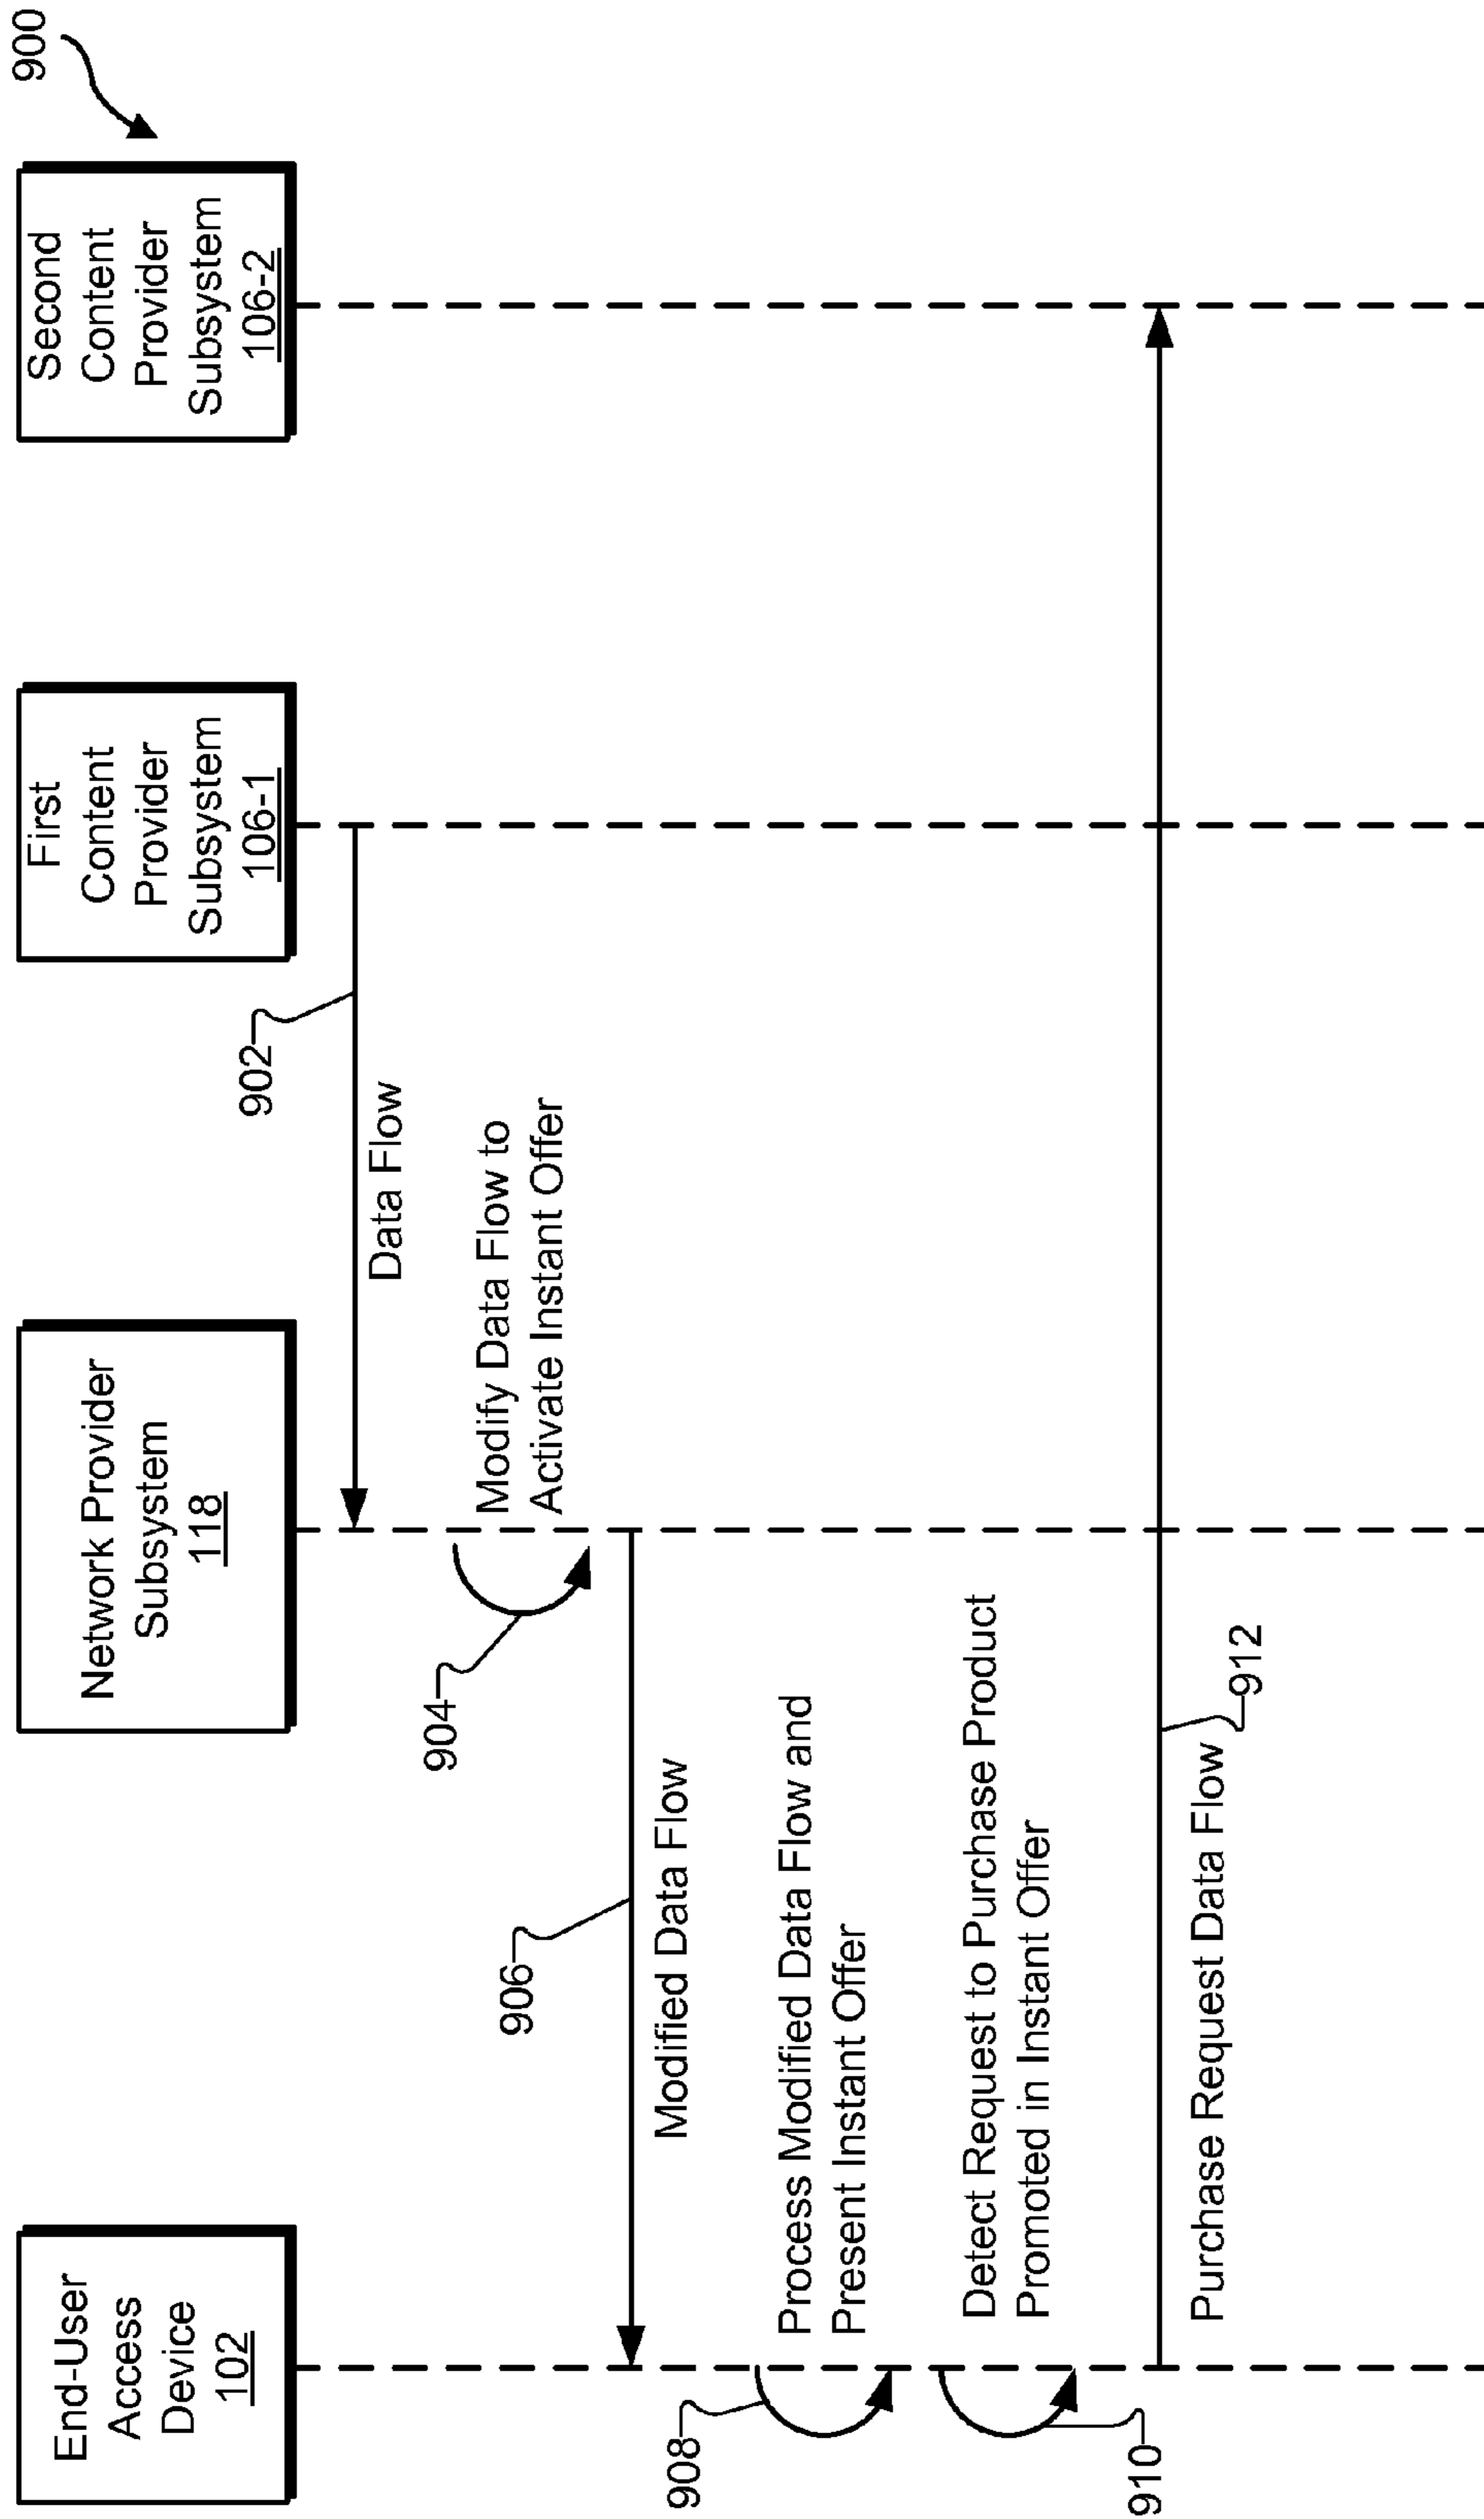 900
End-User
Access
Device
102
Network Provider
Subsystem
118
First
Content
Provider
Subsystem
106-1
Second
Content
Provider
Subsystem
106-2
902
Data Flow
904
Modify Data Flow to
Activate Instant Offer
906
Modified Data Flow
908
Process Modified Data Flow and
Present Instant Offer
910
Detect Request to Purchase Product
Promoted in Instant Offer
Purchase Request Data Flow
912